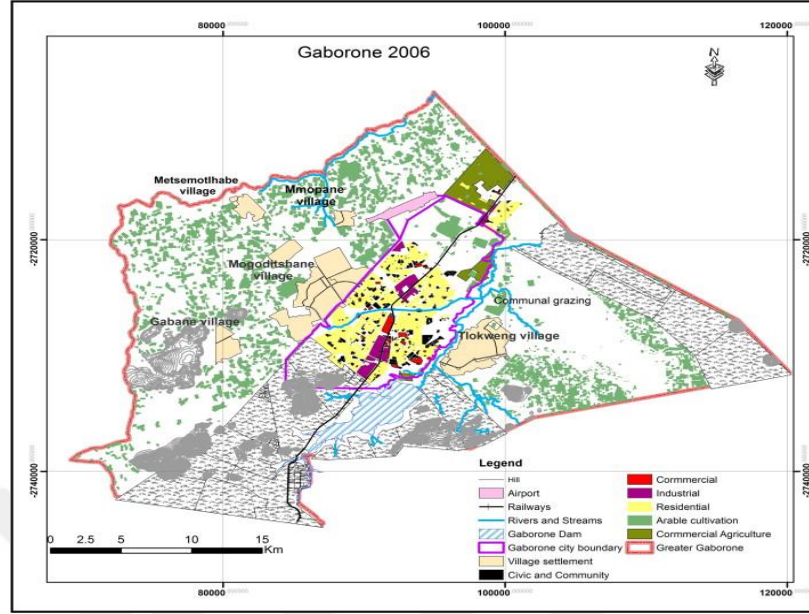 80000 100000 120000
Gaborone 2006
N
Metsemotlhabe
village
Mmopane
village
-2720000 -2720000
Mogoditshane
village
Communal grazing
Gabane village
Tlokweng village
-2740000 -2740000
Legend
Hill
Airport
Railways
Rivers and Streams
Gaborone Dam
Gaborone city boundary
Village settlement
Civic and Community
Commercial
Industrial
Residential
Arable cultivation
Commercial Agriculture
Greater Gaborone
0 2.5 5 10 15
Km
80000 100000 120000